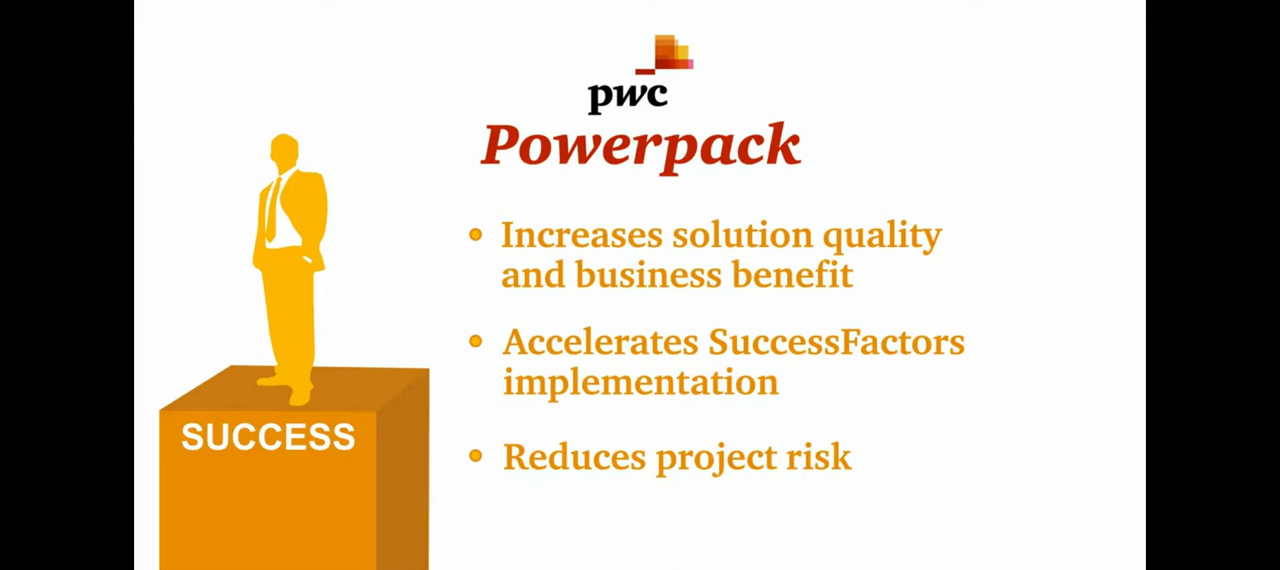 pwc
Powerpack
• Increases solution quality
and business benefit
• Accelerates SuccessFactors
implementation
• Reduces project risk
SUCCESS